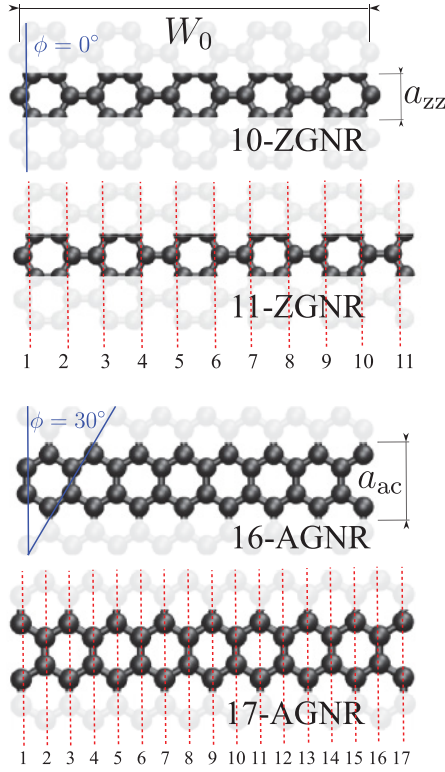 W₀
ϕ = 0°
a_zz
10-ZGNR
11-ZGNR
1 2 3 4 5 6 7 8 9 10 11
ϕ = 30°
a_ac
16-AGNR
17-AGNR
1 2 3 4 5 6 7 8 9 10 11 12 13 14 15 16 17